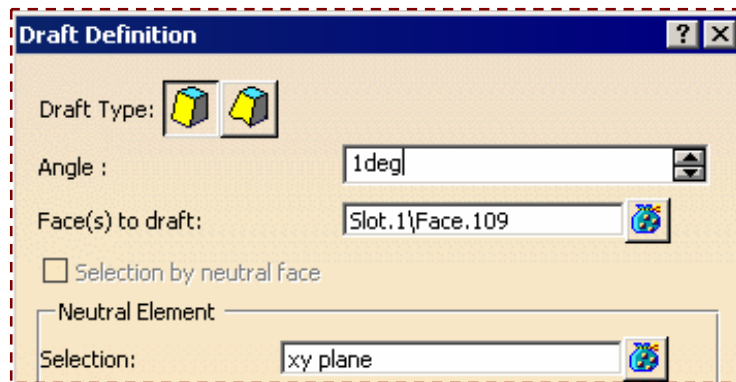 Draft Definition
Draft Type:
Angle : 1deg
Face(s) to draft: Slot.1\Face.109
Selection by neutral face
Neutral Element
Selection: xy plane